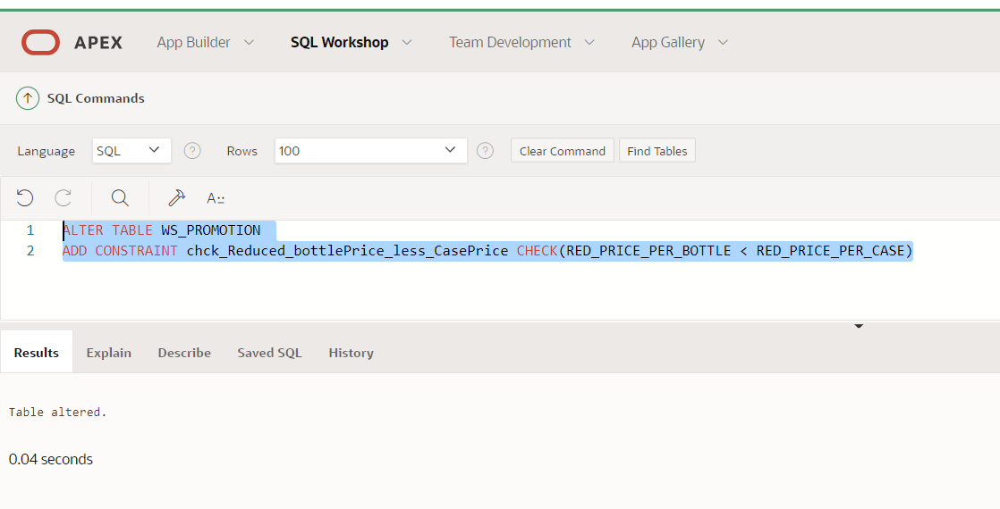 APEX App Builder SQL Workshop Team Development App Gallery
SQL Commands
Language SQL ? Rows 100 ? Clear Command Find Tables
A::
1 ALTER TABLE WS_PROMOTION
2 ADD CONSTRAINT chck_Reduced_bottlePrice_less_CasePrice CHECK(RED_PRICE_PER_BOTTLE < RED_PRICE_PER_CASE)
Results Explain Describe Saved SQL History
Table altered.
0.04 seconds